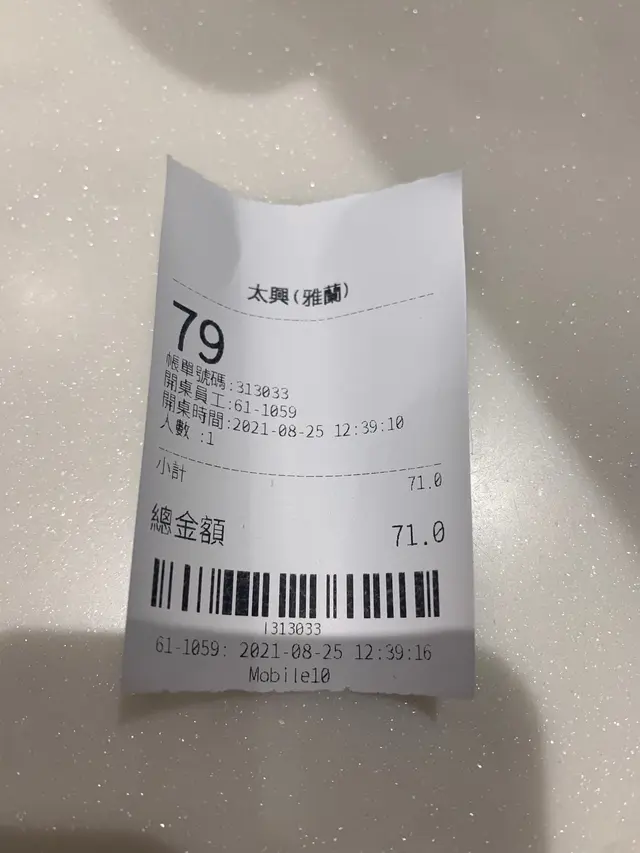 太興(雅蘭)
79
帳單號碼:313033
開桌員工:61-1059
開桌時間:2021-08-25 12:39:10
人數 :1
小計 71.0
總金額 71.0
1313033
61-1059: 2021-08-25 12:39:16
Mobile10